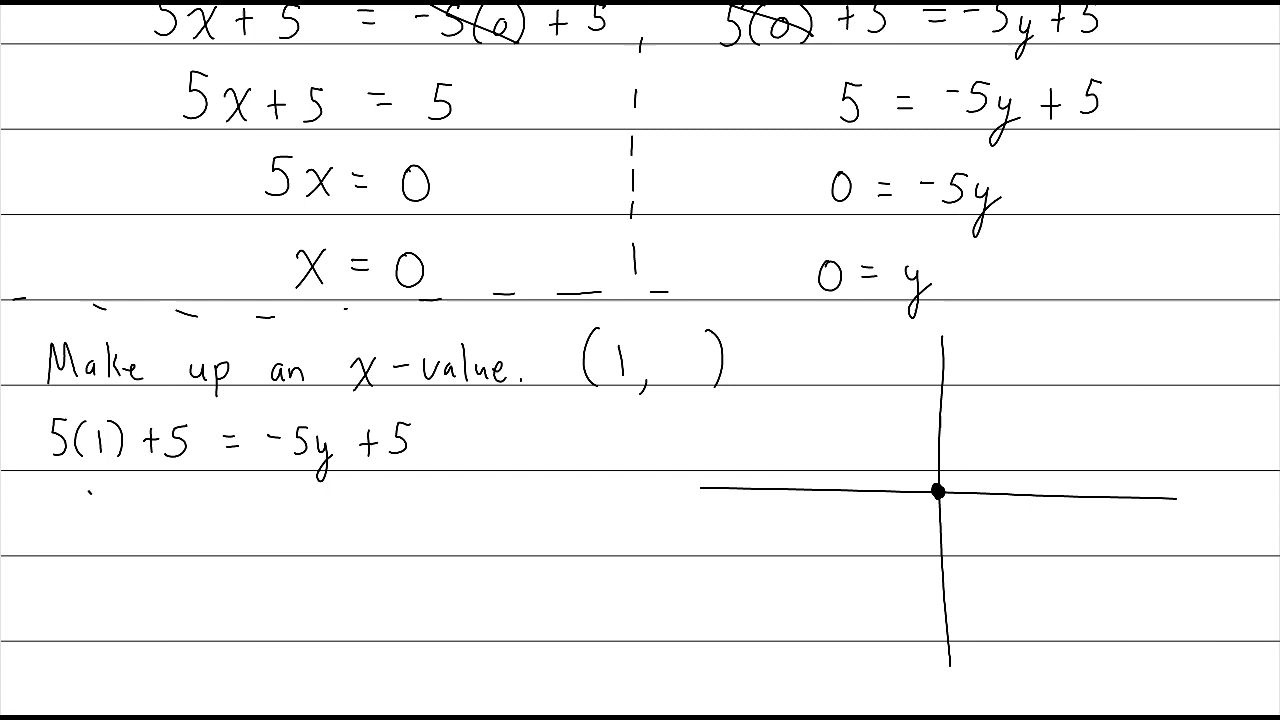 5x + 5 = -5(0) + 5, 5(0) + 5 = -5y + 5
5x + 5 = 5 5 = -5y + 5
5x = 0 0 = -5y
x = 0 0 = y
Make up an x-value. (1, )
5(1) + 5 = -5y + 5